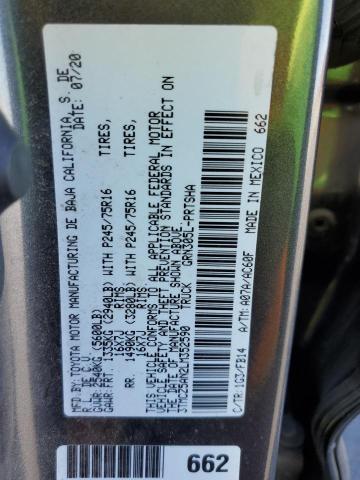 MFD. BY: TOYOTA MOTOR MANUFACTURING DE BAJA CALIFORNIA, S. DE
R.L. DE DATE: 07/20
GVWR: 2540KG (5600LB)
GAWR: FRT. 1335KG (2940LB) WITH P245/75R16 TIRES,
16X7J RIMS
RR. 1490KG (3280LB) WITH P245/75R16 TIRES,
RIMS
THIS VEHICLE CONFORMS TO ALL APPLICABLE FEDERAL MOTOR
VEHICLE SAFETY AND THEFT PREVENTION STANDARDS IN EFFECT ON
THE DATE OF MANUFACTURE SHOWN ABOVE.
3TMCZ5AN2LM352590 TRUCK GRN305L-PRTSHA
C/TR:1G3/FB14 A/TM:A07A/AC60F MADE IN MEXICO 662
662